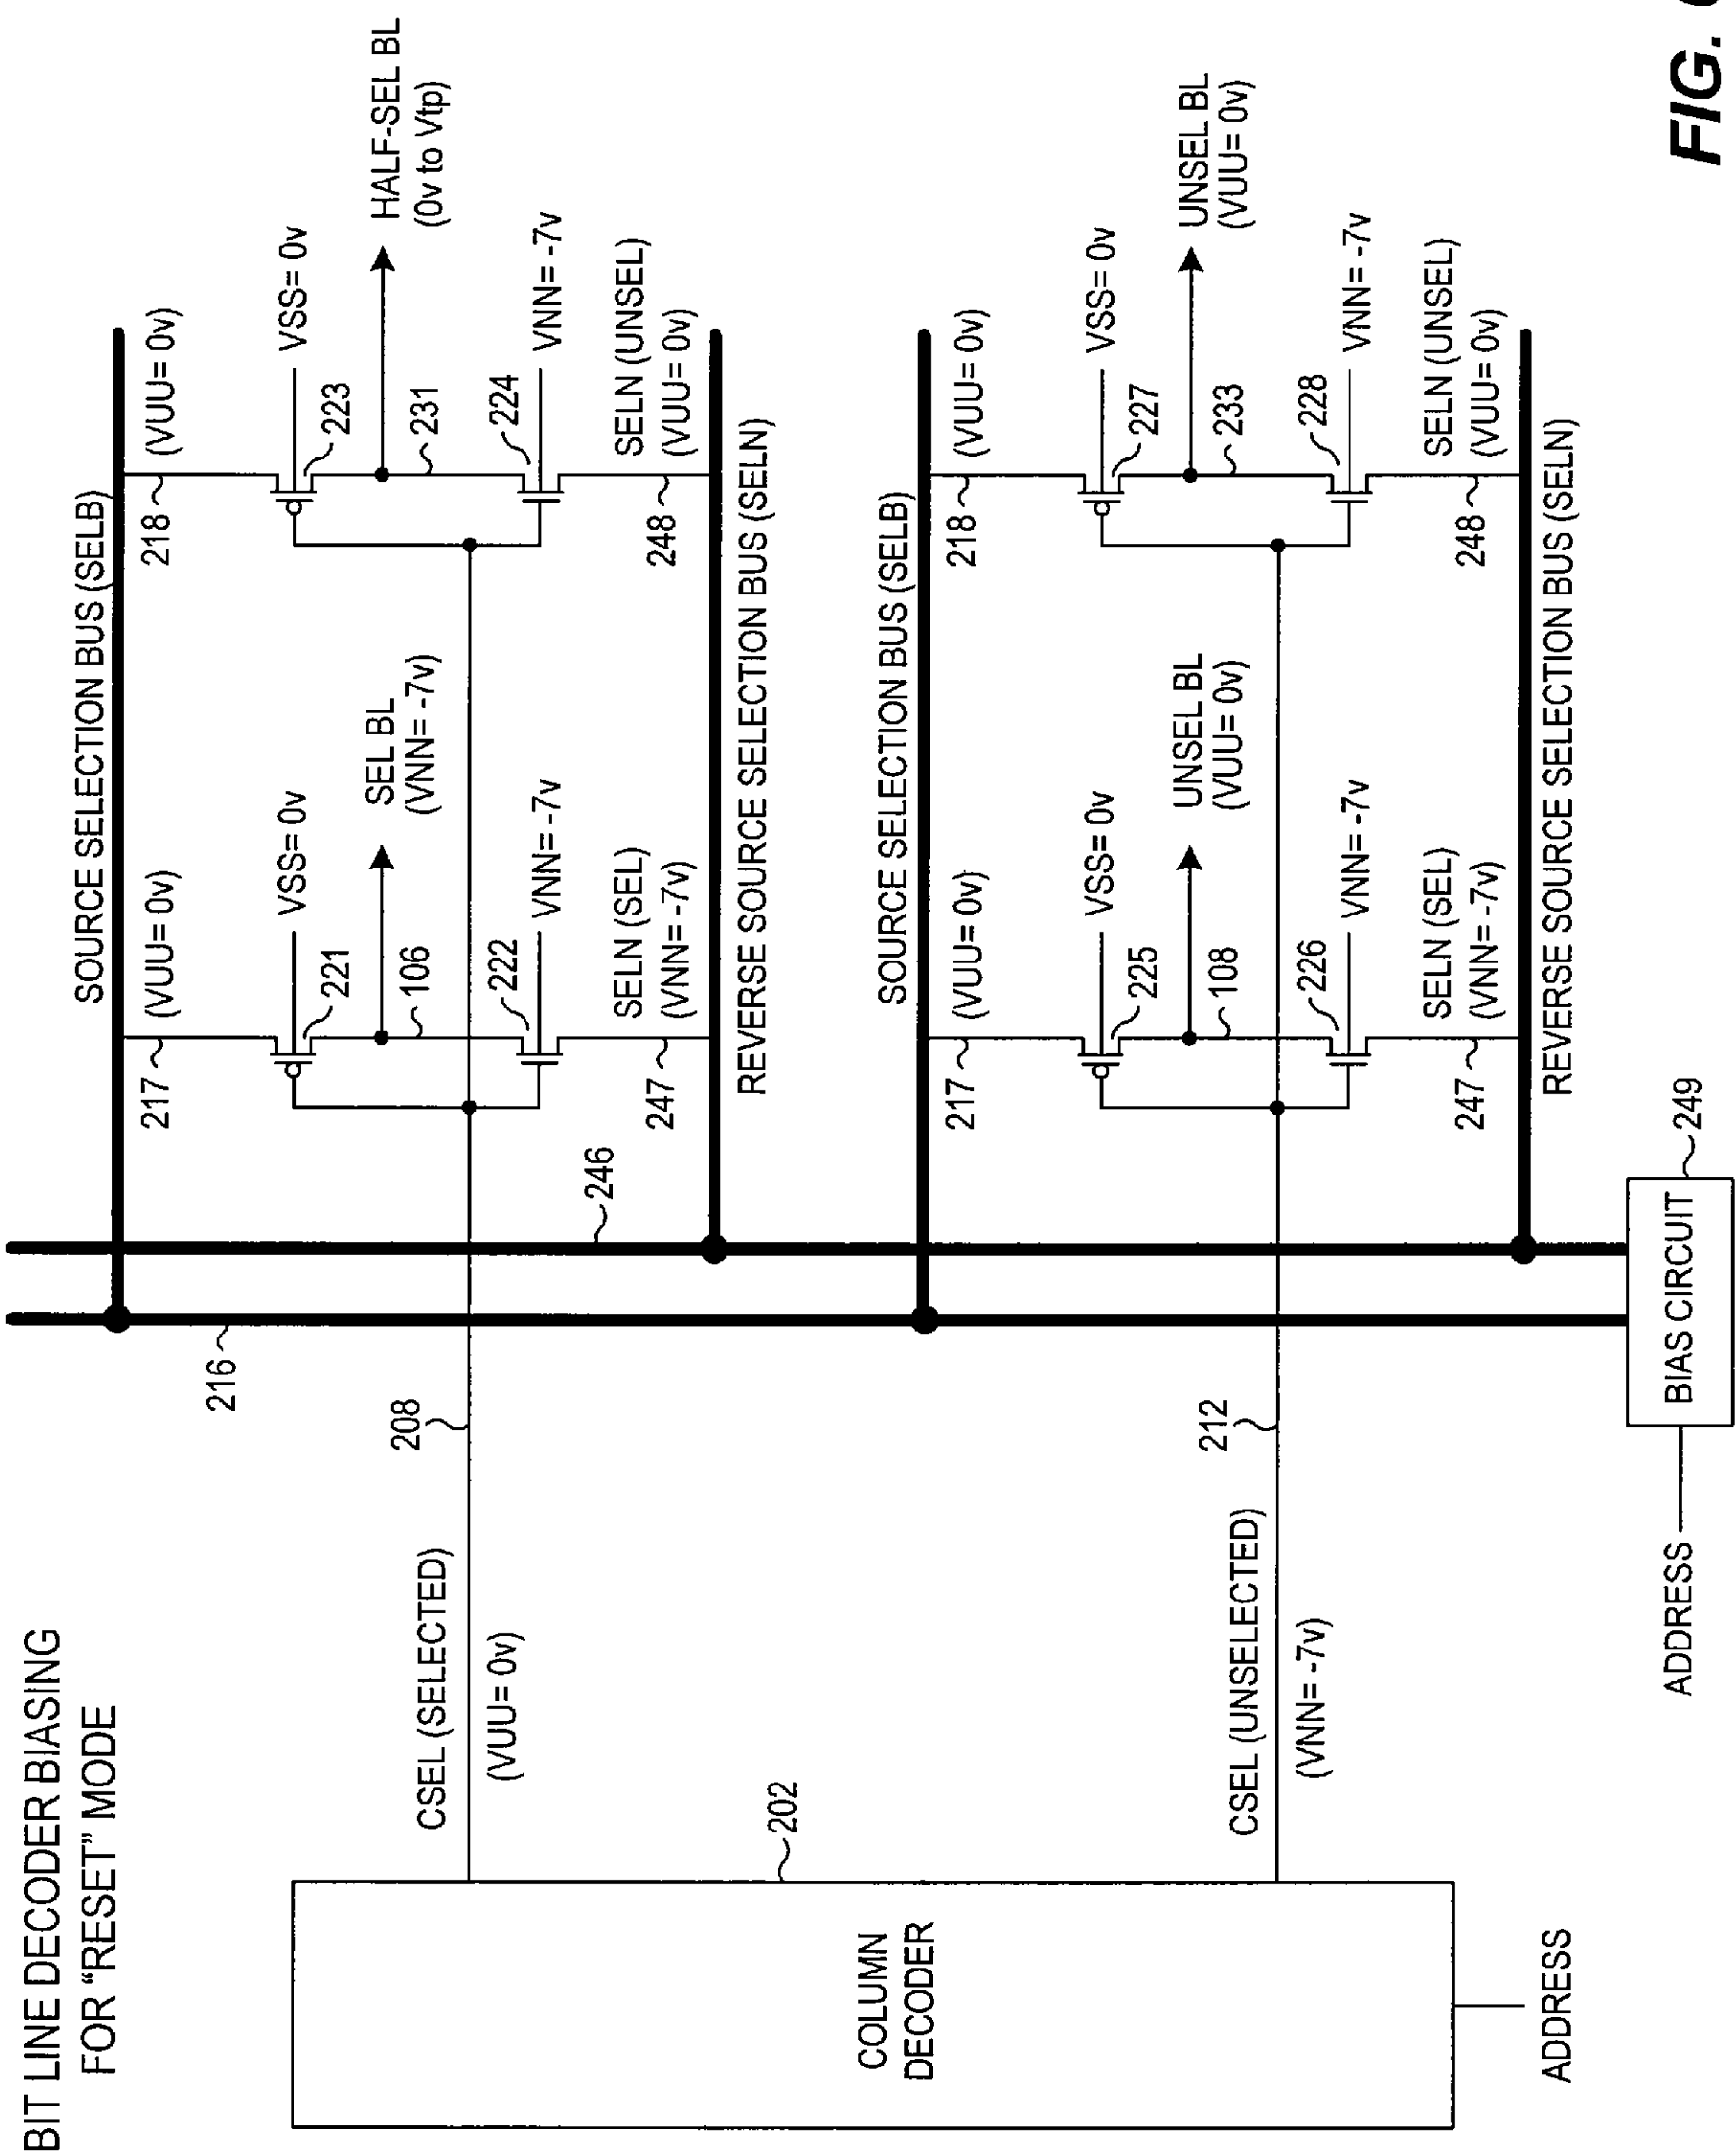 BIT LINE DECODER BIASING
FOR "RESET" MODE
SOURCE SELECTION BUS (SELB)
217
(VUU= 0v)
218
(VUU= 0v)
VSS= 0v
221
VSS= 0v
223
SEL BL
(VNN= -7v)
HALF-SEL BL
(0v to Vtp)
106
231
CSEL (SELECTED)
(VUU= 0v)
208
216
222
VNN= -7v
224
VNN= -7v
246
247
SELN (SEL)
(VNN= -7v)
248
SELN (UNSEL)
(VUU= 0v)
REVERSE SOURCE SELECTION BUS (SELN)
202
COLUMN
DECODER
ADDRESS
SOURCE SELECTION BUS (SELB)
217
(VUU= 0v)
218
(VUU= 0v)
VSS= 0v
225
VSS= 0v
227
UNSEL BL
(VUU= 0v)
UNSEL BL
(VUU= 0v)
108
233
CSEL (UNSELECTED)
(VNN= -7v)
212
226
VNN= -7v
228
VNN= -7v
247
SELN (SEL)
(VNN= -7v)
248
SELN (UNSEL)
(VUU= 0v)
REVERSE SOURCE SELECTION BUS (SELN)
ADDRESS
BIAS CIRCUIT
249
FIG.